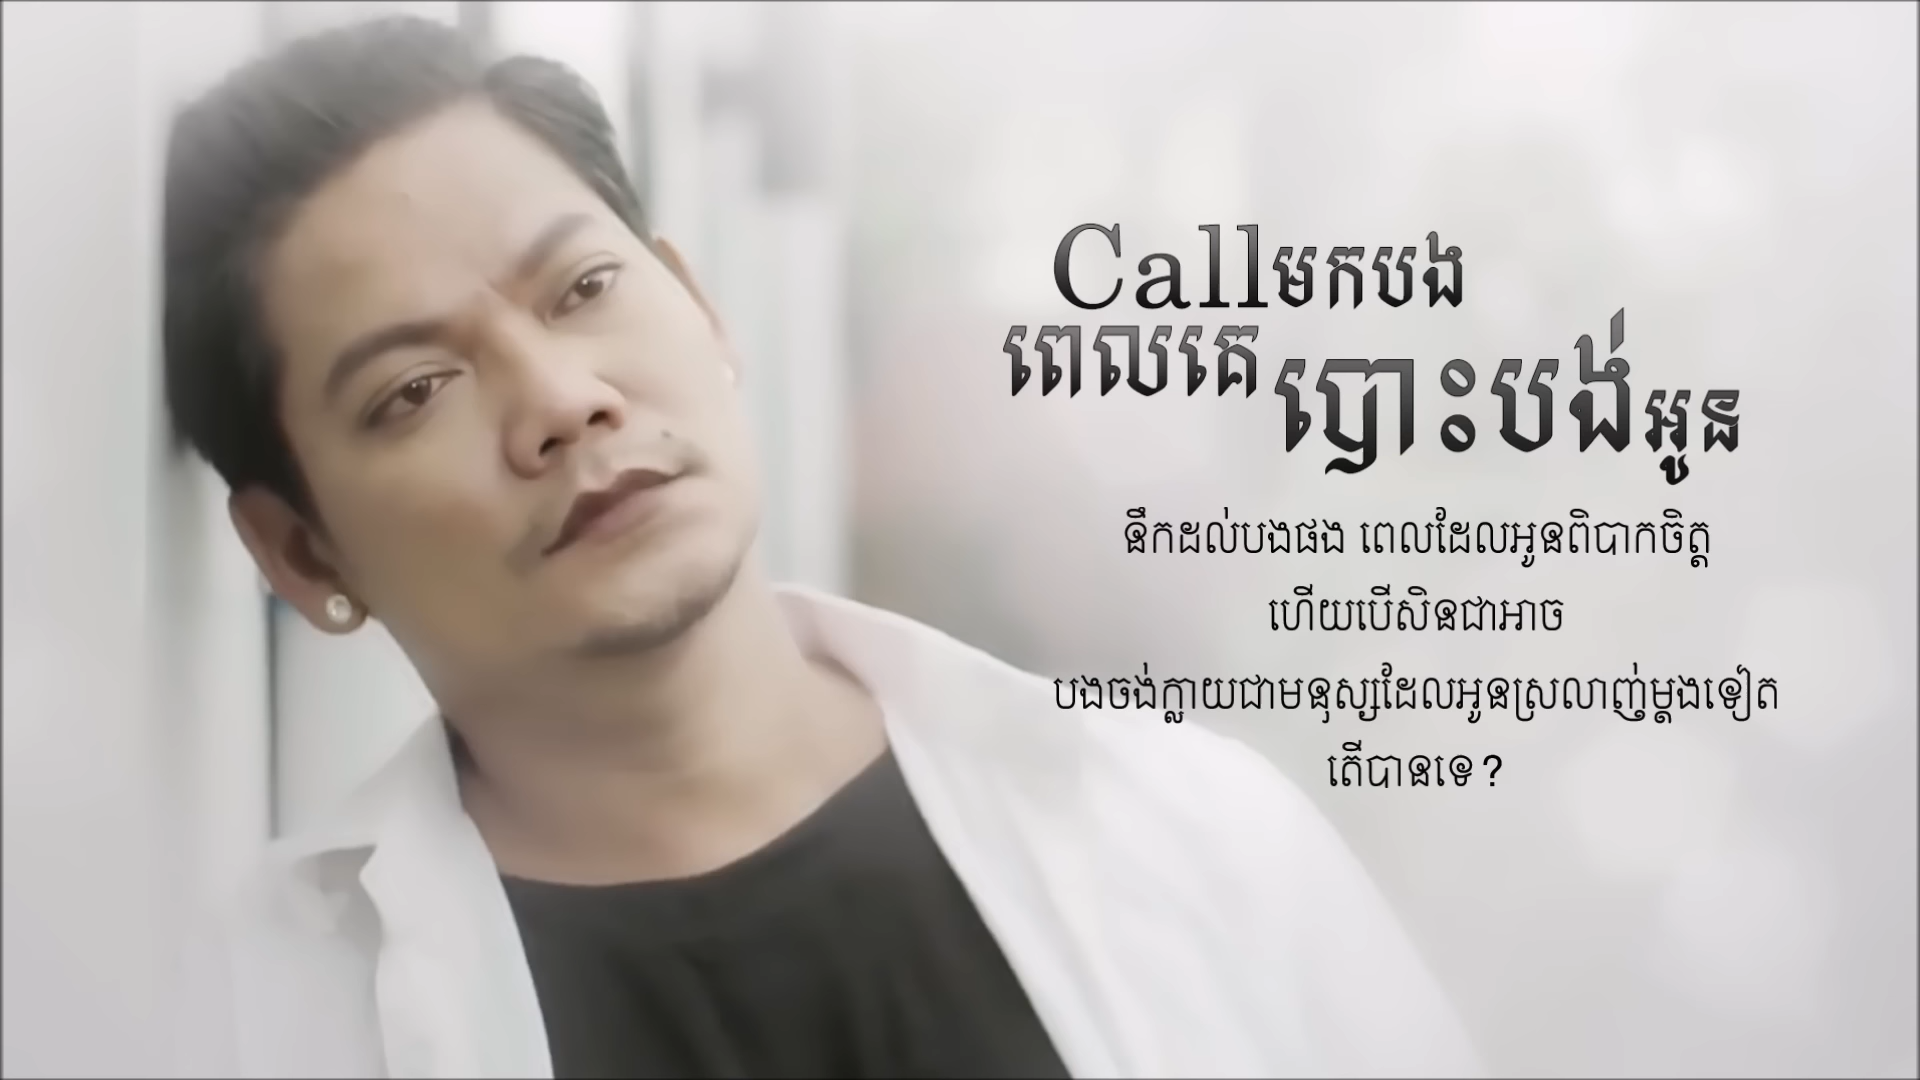 Callមកបង
ពេលគេ បោះបង់អូន
នឹកដល់បងផង ពេលដែលអូនពិបាកចិត្ត
ហើយបើសិនជាអាច
បងចង់ក្លាយជាមនុស្សដែលអូនស្រលាញ់ម្តងទៀត
តើបានទេ?